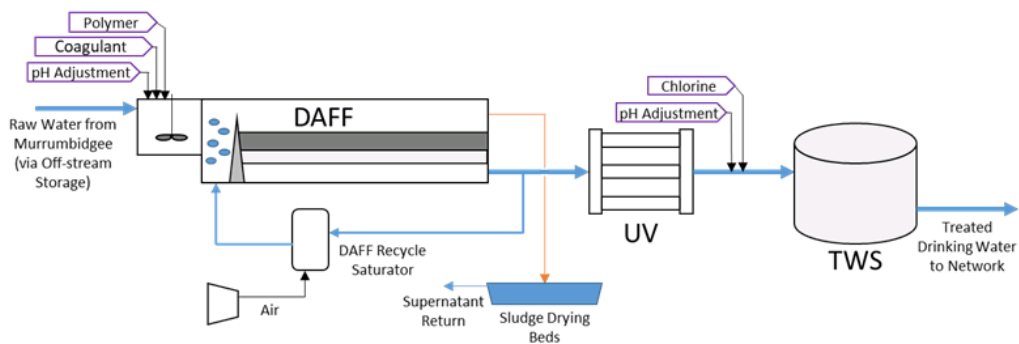 Polymer
Coagulant
pH Adjustment
Raw Water from
Murrumbidgee
(via Off-stream
Storage)
DAFF
DAFF Recycle
Saturator
Air
Supernatant
Return
Sludge Drying
Beds
UV
Chlorine
pH Adjustment
TWS
Treated
Drinking Water
to Network